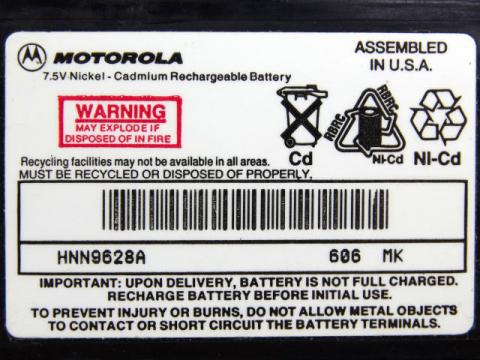 MOTOROLA
7.5V Nickel - Cadmium Rechargeable Battery
ASSEMBLED
IN U.S.A.
WARNING
MAY EXPLODE IF
DISPOSED OF IN FIRE
Cd
RBRC
RBRC
Ni-Cd
Ni-Cd
Recycling facilities may not be available in all areas.
MUST BE RECYCLED OR DISPOSED OF PROPERLY,
HNN9628A 606 MK
IMPORTANT: UPON DELIVERY, BATTERY IS NOT FULL CHARGED.
RECHARGE BATTERY BEFORE INITIAL USE.
TO PREVENT INJURY OR BURNS, DO NOT ALLOW METAL OBJECTS
TO CONTACT OR SHORT CIRCUIT THE BATTERY TERMINALS.